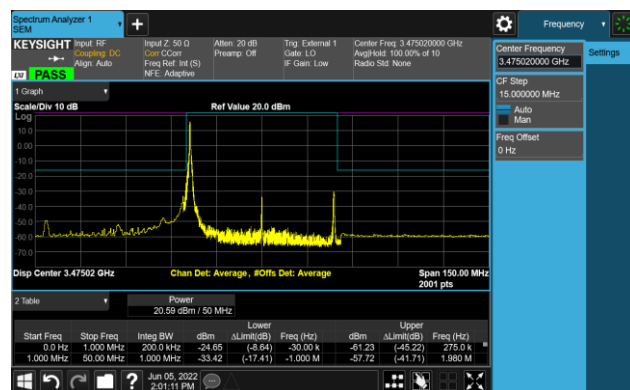 Spectrum Analyzer 1
SEM
Frequency
KEYSIGHT Input: RF
Coupling: DC
Align: Auto
Input Z: 50 Ω
Corr CCorr
Freq Ref: Int (S)
NFE: Adaptive
Atten: 20 dB
Preamp: Off
Trig: External 1
Gate: LO
IF Gain: Low
Center Freq: 3.475020000 GHz
Avg|Hold: 100.00% of 10
Radio Std: None
LXI PASS
Center Frequency
3.475020000 GHz
Settings
CF Step
15.000000 MHz
Auto
Man
Freq Offset
0 Hz
1 Graph
Scale/Div 10 dB
Ref Value 20.0 dBm
Log
10.0
0.00
-10.0
-20.0
-30.0
-40.0
-50.0
-60.0
-70.0
Disp Center 3.47502 GHz
Chan Det: Average , #Offs Det: Average
Span 150.00 MHz
2001 pts
2 Table
Power
20.59 dBm / 50 MHz
Lower Upper
Start Freq Stop Freq Integ BW dBm ΔLimit(dB) Freq (Hz) dBm ΔLimit(dB) Freq (Hz)
0.0 Hz 1.000 MHz 200.0 kHz -24.65 (-8.64) -30.00 k -61.23 (-45.22) 275.0 k
1.000 MHz 50.00 MHz 1.000 MHz -33.42 (-17.41) -1.000 M -57.72 (-41.71) 1.980 M
Jun 05, 2022
2:01:11 PM